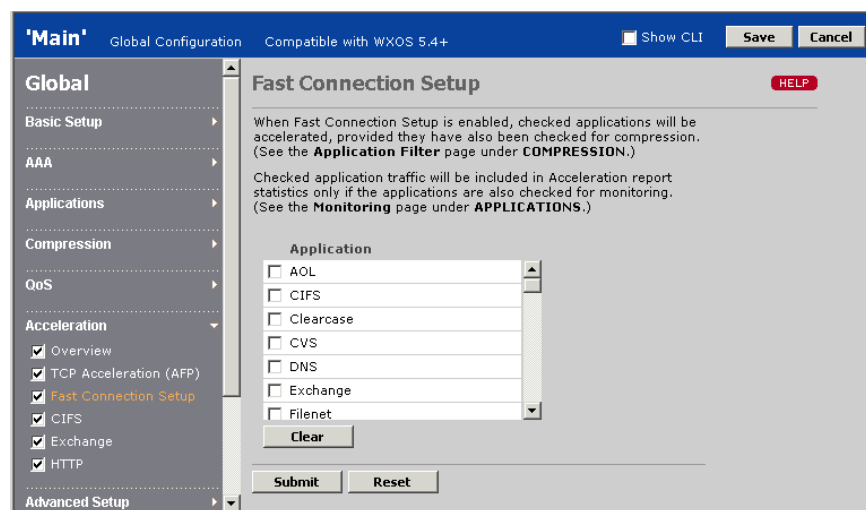 'Main' Global Configuration Compatible with WXOS 5.4+ Show CLI Save Cancel
Global
Basic Setup
AAA
Applications
Compression
QoS
Acceleration
Overview
TCP Acceleration (AFP)
Fast Connection Setup
CIFS
Exchange
HTTP
Advanced Setup
Fast Connection Setup HELP
When Fast Connection Setup is enabled, checked applications will be
accelerated, provided they have also been checked for compression.
(See the Application Filter page under COMPRESSION.)
Checked application traffic will be included in Acceleration report
statistics only if the applications are also checked for monitoring.
(See the Monitoring page under APPLICATIONS.)
Application
AOL
CIFS
Clearcase
CVS
DNS
Exchange
Filenet
Clear
Submit Reset